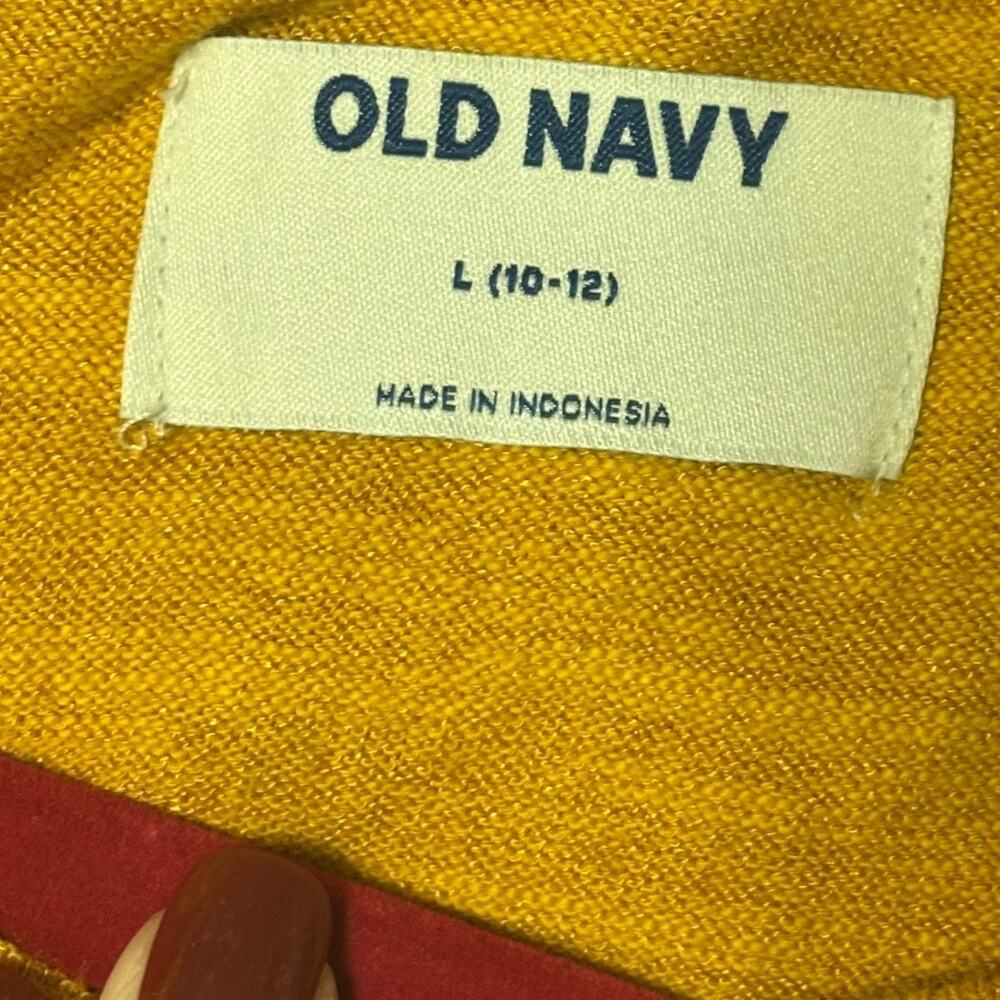 OLD NAVY
L (10-12)
MADE IN INDONESIA